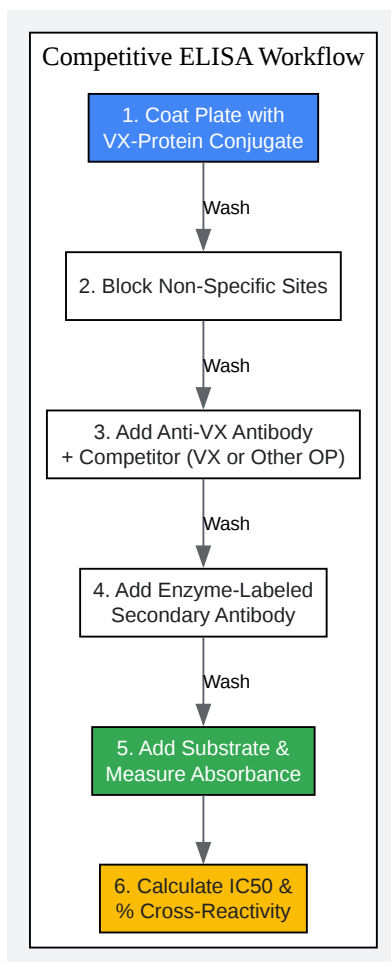 Competitive ELISA Workflow
1. Coat Plate with
VX-Protein Conjugate
Wash
2. Block Non-Specific Sites
Wash
3. Add Anti-VX Antibody
+ Competitor (VX or Other OP)
4. Add Enzyme-Labeled
Secondary Antibody
Wash
5. Add Substrate &
Measure Absorbance
6. Calculate IC50 &
% Cross-Reactivity